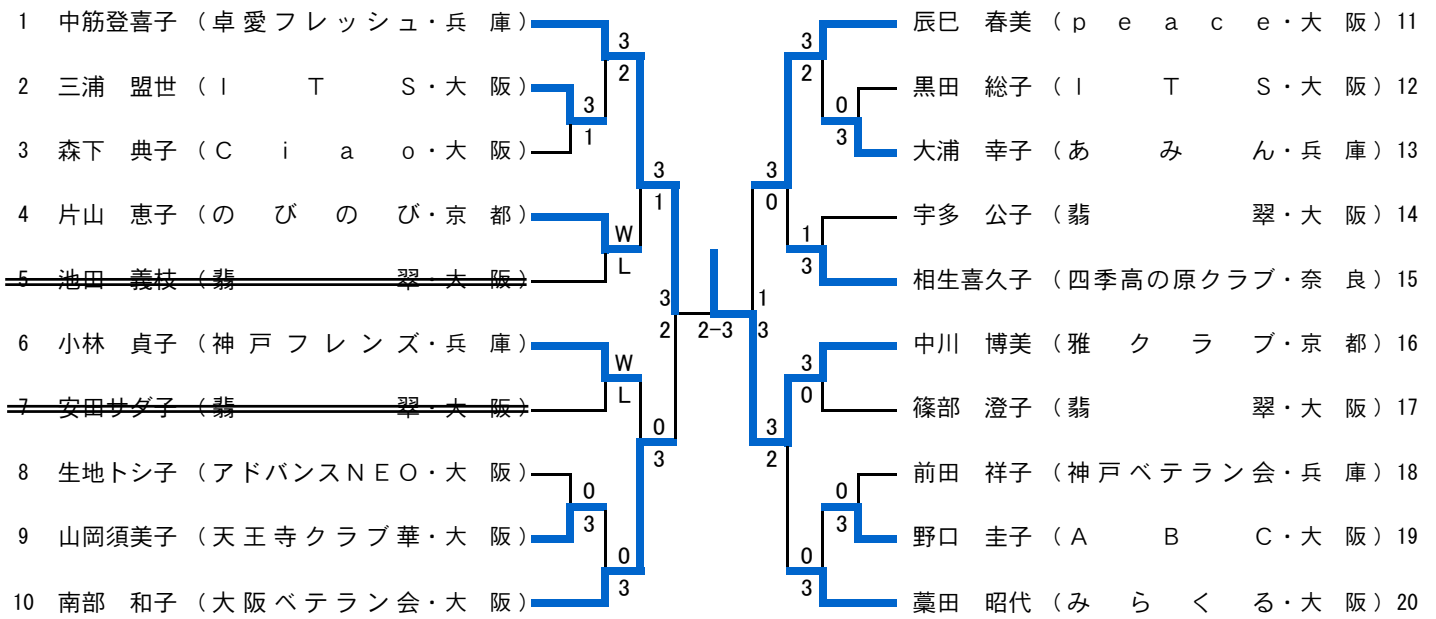 1 中筋登喜子（卓愛フレッシュ・兵 庫）
3
2
2 三浦 盟世（Ｉ Ｔ Ｓ・大 阪）
3
1
3 森下 典子（Ｃ ｉ ａ ｏ・大 阪）
3
1
4 片山 恵子（の び の び・京 都）
W
L
5 池田 義枝（翡 翠・大 阪）
3
2
6 小林 貞子（神 戸 フ レ ン ズ・兵 庫）
W
L
7 安田サダ子（翡 翠・大 阪）
0
3
8 生地トシ子（アドバンスＮＥＯ・大 阪）
0
3
9 山岡須美子（天王寺クラブ華・大 阪）
0
3
10 南部 和子（大阪ベテラン会・大 阪）
2-3
辰巳 春美（ｐ ｅ ａ ｃ ｅ・大 阪）11
3
2
黒田 総子（Ｉ Ｔ Ｓ・大 阪）12
0
3
大浦 幸子（あ み ん・兵 庫）13
3
0
宇多 公子（翡 翠・大 阪）14
1
3
相生喜久子（四季高の原クラブ・奈 良）15
1
3
中川 博美（雅 ク ラ ブ・京 都）16
3
0
篠部 澄子（翡 翠・大 阪）17
3
2
前田 祥子（神戸ベテラン会・兵 庫）18
0
3
野口 圭子（Ａ Ｂ Ｃ・大 阪）19
0
3
藁田 昭代（み ら く る・大 阪）20